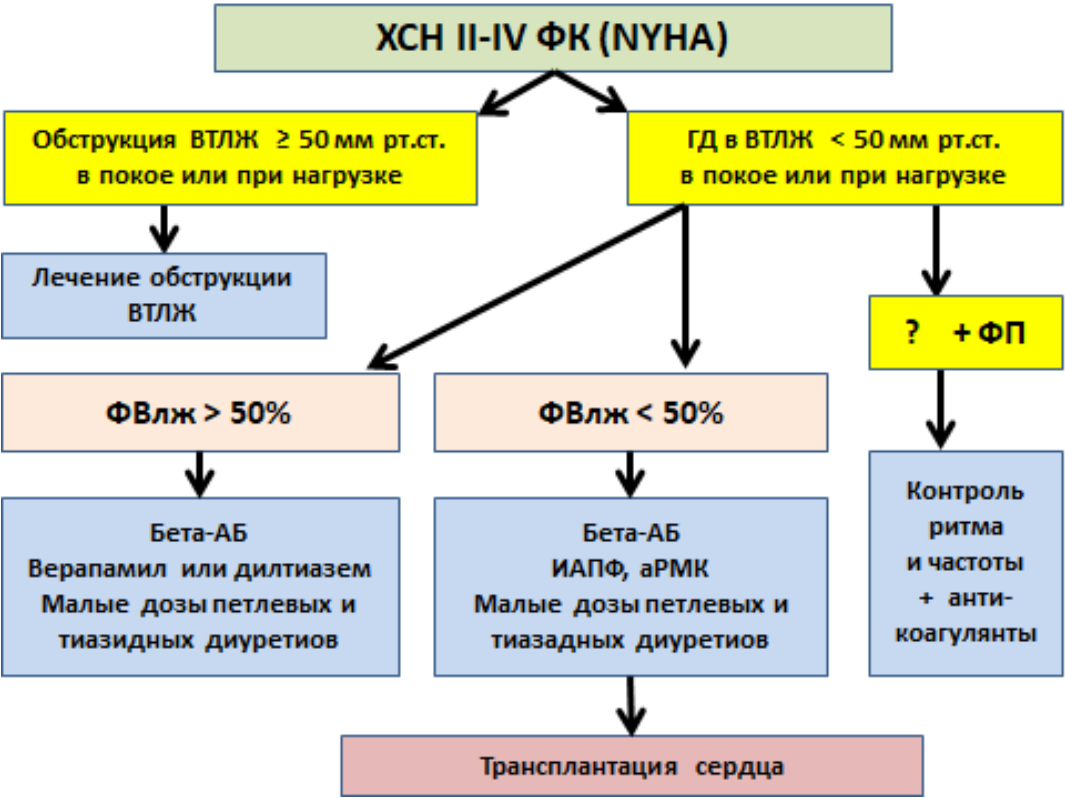 ХСН II-IV ФК (NYHA)
Обструкция ВТЛЖ ≥ 50 мм рт.ст.
в покое или при нагрузке
ГД в ВТЛЖ < 50 мм рт.ст.
в покое или при нагрузке
Лечение обструкции
ВТЛЖ
? + ФП
ФВлж > 50%
ФВлж < 50%
Бета-АБ
Верапамил или дилтиазем
Малые дозы петлевых и
тиазидных диуретиов
Бета-АБ
ИАПФ, аРМК
Малые дозы петлевых и
тиазадных диуретиов
Контроль
ритма
и частоты
+ анти-
коагулянты
Трансплантация сердца